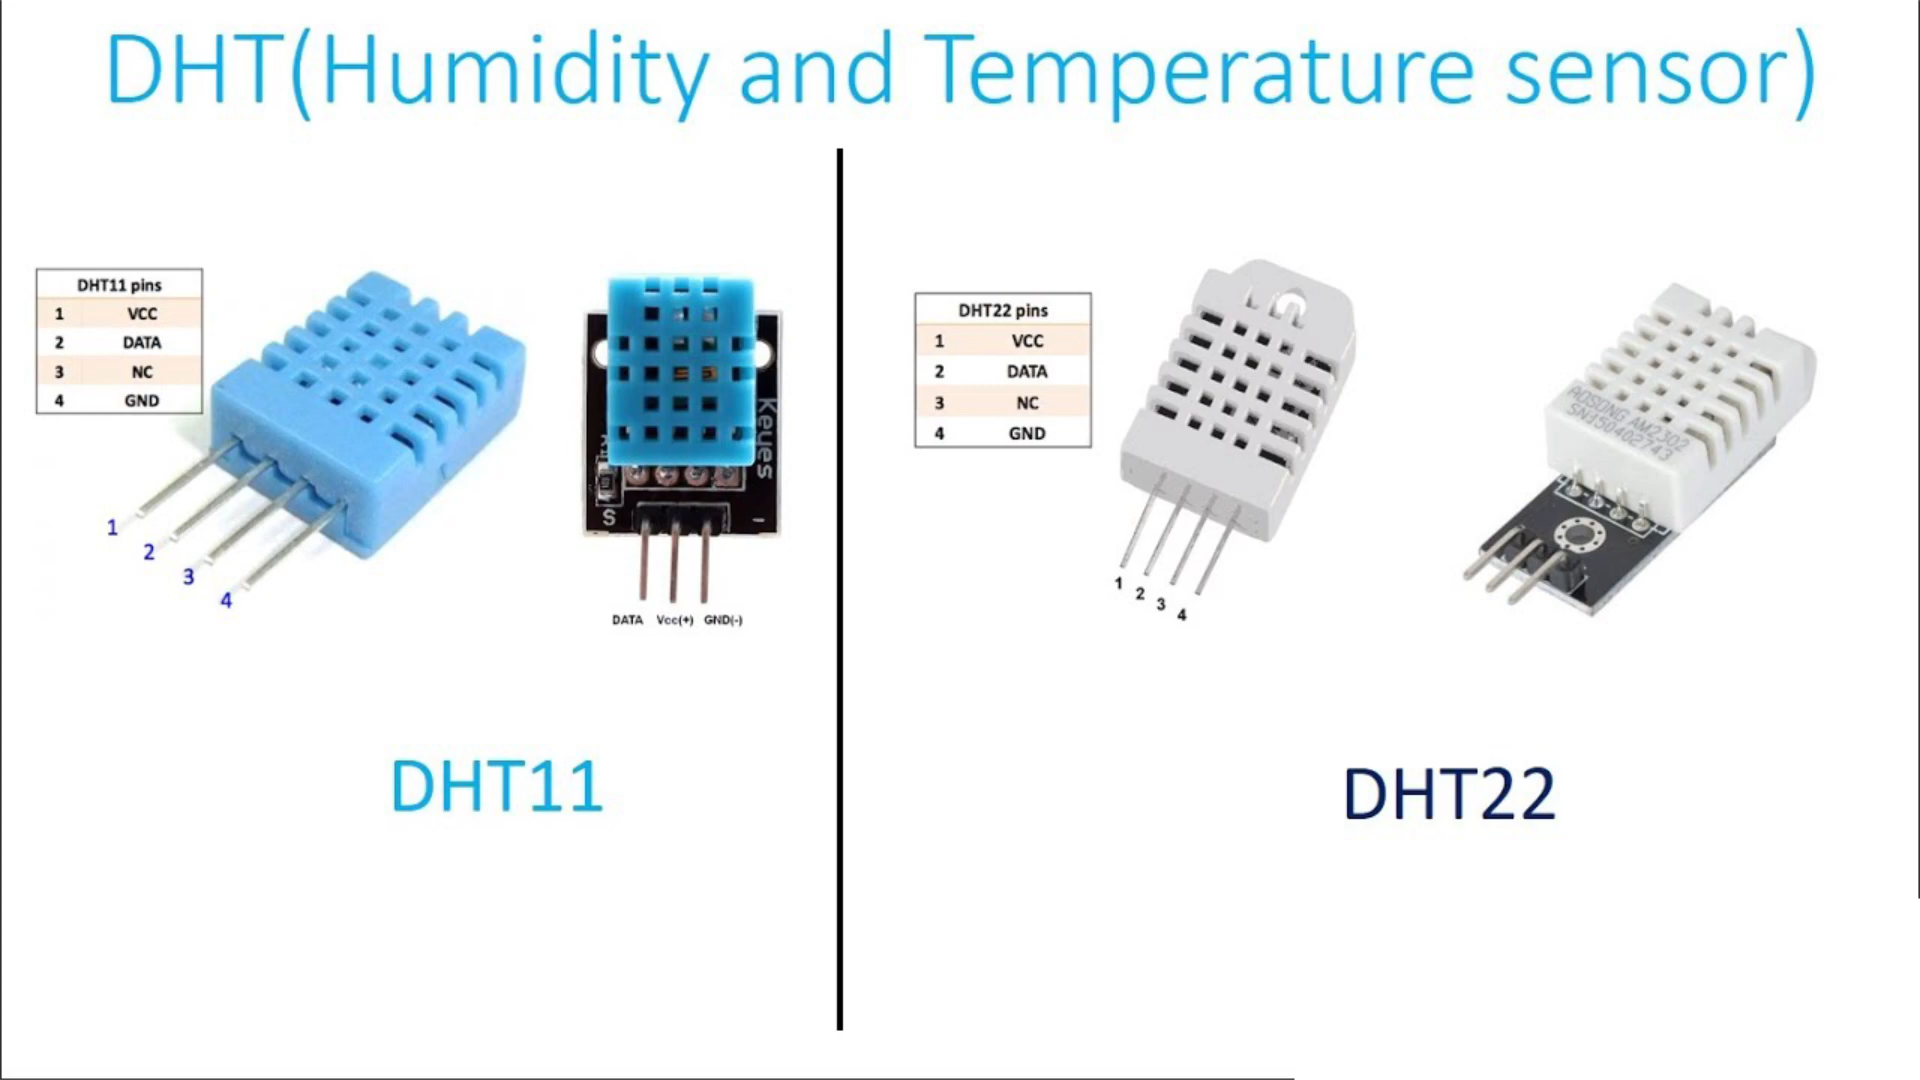 DHT(Humidity and Temperature sensor)
DHT11 pins
1 VCC
2 DATA
3 NC
4 GND
1
2
3
4
Keyes
S
-
DATA Vcc(+) GND(-)
DHT11
DHT22 pins
1 VCC
2 DATA
3 NC
4 GND
1
2
3
4
AOSONG AM2302
SN150402743
DHT22